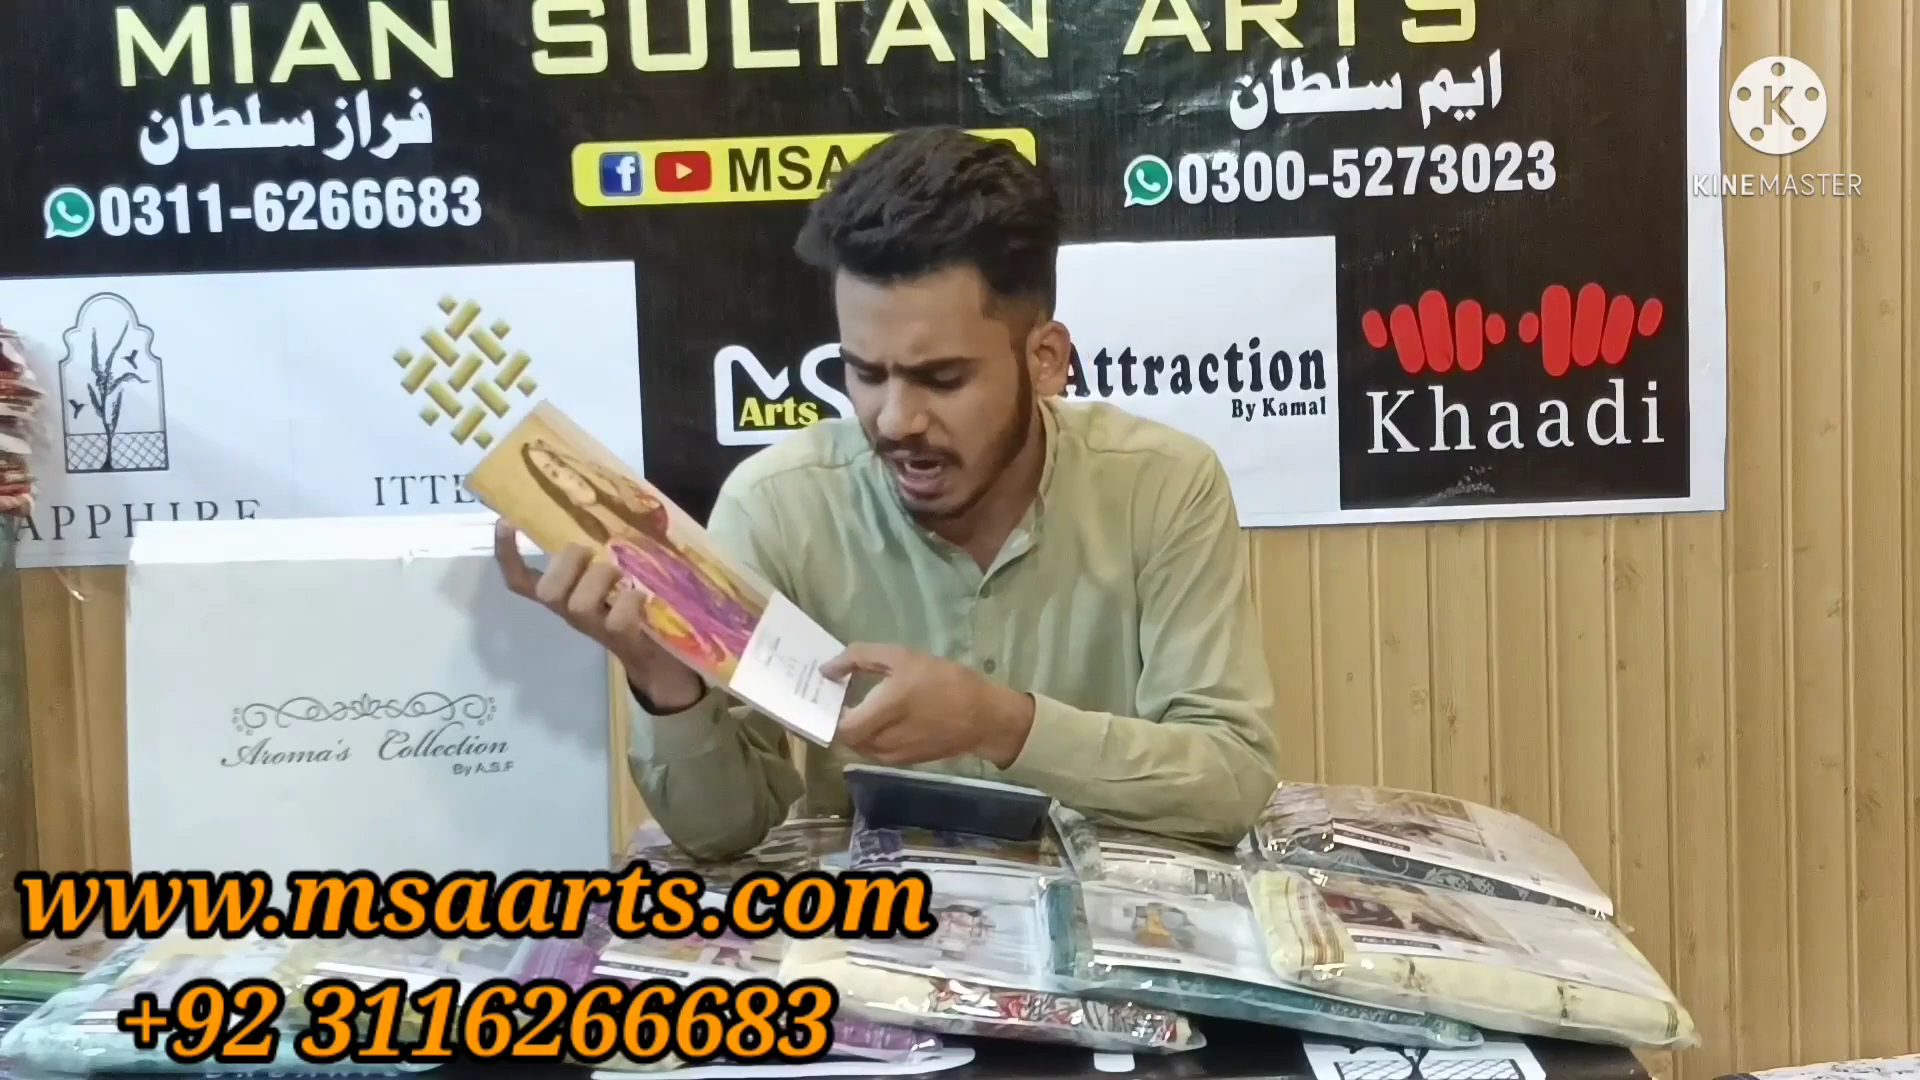 MIAN SULTAN ARTS
فراز سلطان
ایم سلطان
0311-6266683
MSA
0300-5273023
K
KINEMASTER
APPHIRE
ITTE
MS
Arts
Attraction
By Kamal
Khaadi
Aroma's Collection
By A.S.F
www.msaarts.com
+92 3116266683